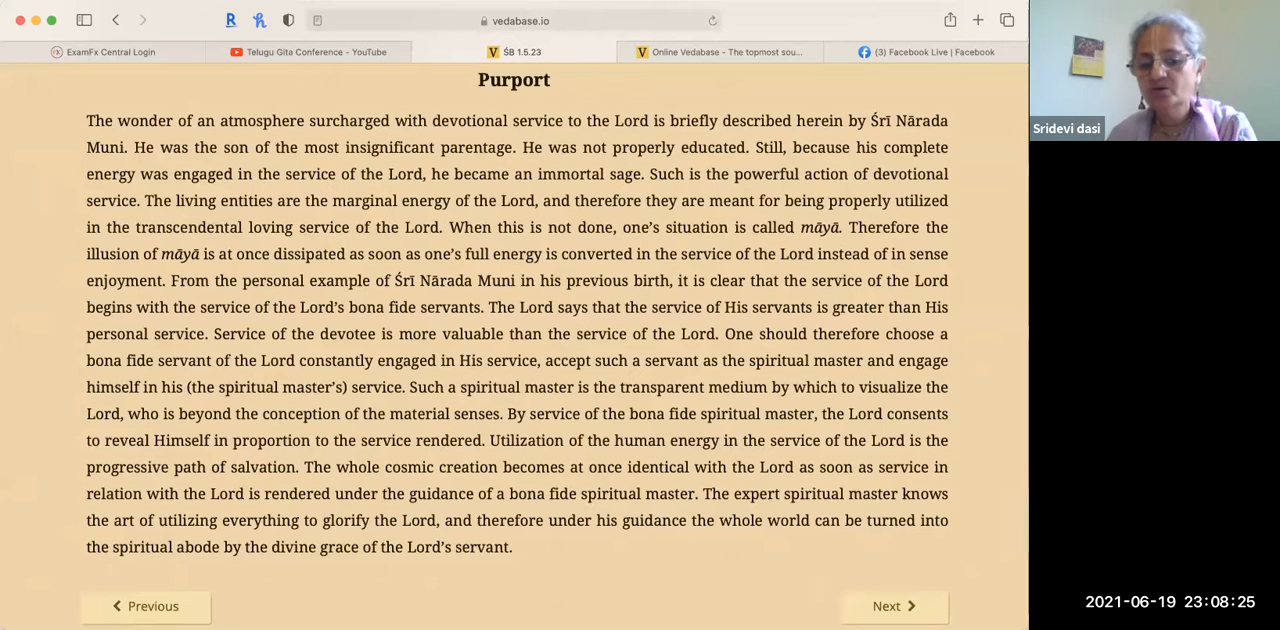 vedabase.io
ExamFx Central Login
Telugu Gita Conference - YouTube
ŚB 1.5.23
Online Vedabase - The topmost sou...
(3) Facebook Live | Facebook
Purport
The wonder of an atmosphere surcharged with devotional service to the Lord is briefly described herein by Śrī Nārada
Muni. He was the son of the most insignificant parentage. He was not properly educated. Still, because his complete
energy was engaged in the service of the Lord, he became an immortal sage. Such is the powerful action of devotional
service. The living entities are the marginal energy of the Lord, and therefore they are meant for being properly utilized
in the transcendental loving service of the Lord. When this is not done, one’s situation is called māyā. Therefore the
illusion of māyā is at once dissipated as soon as one’s full energy is converted in the service of the Lord instead of in sense
enjoyment. From the personal example of Śrī Nārada Muni in his previous birth, it is clear that the service of the Lord
begins with the service of the Lord’s bona fide servants. The Lord says that the service of His servants is greater than His
personal service. Service of the devotee is more valuable than the service of the Lord. One should therefore choose a
bona fide servant of the Lord constantly engaged in His service, accept such a servant as the spiritual master and engage
himself in his (the spiritual master’s) service. Such a spiritual master is the transparent medium by which to visualize the
Lord, who is beyond the conception of the material senses. By service of the bona fide spiritual master, the Lord consents
to reveal Himself in proportion to the service rendered. Utilization of the human energy in the service of the Lord is the
progressive path of salvation. The whole cosmic creation becomes at once identical with the Lord as soon as service in
relation with the Lord is rendered under the guidance of a bona fide spiritual master. The expert spiritual master knows
the art of utilizing everything to glorify the Lord, and therefore under his guidance the whole world can be turned into
the spiritual abode by the divine grace of the Lord’s servant.
Previous
Next
Sridevi dasi
2021-06-19 23:08:25